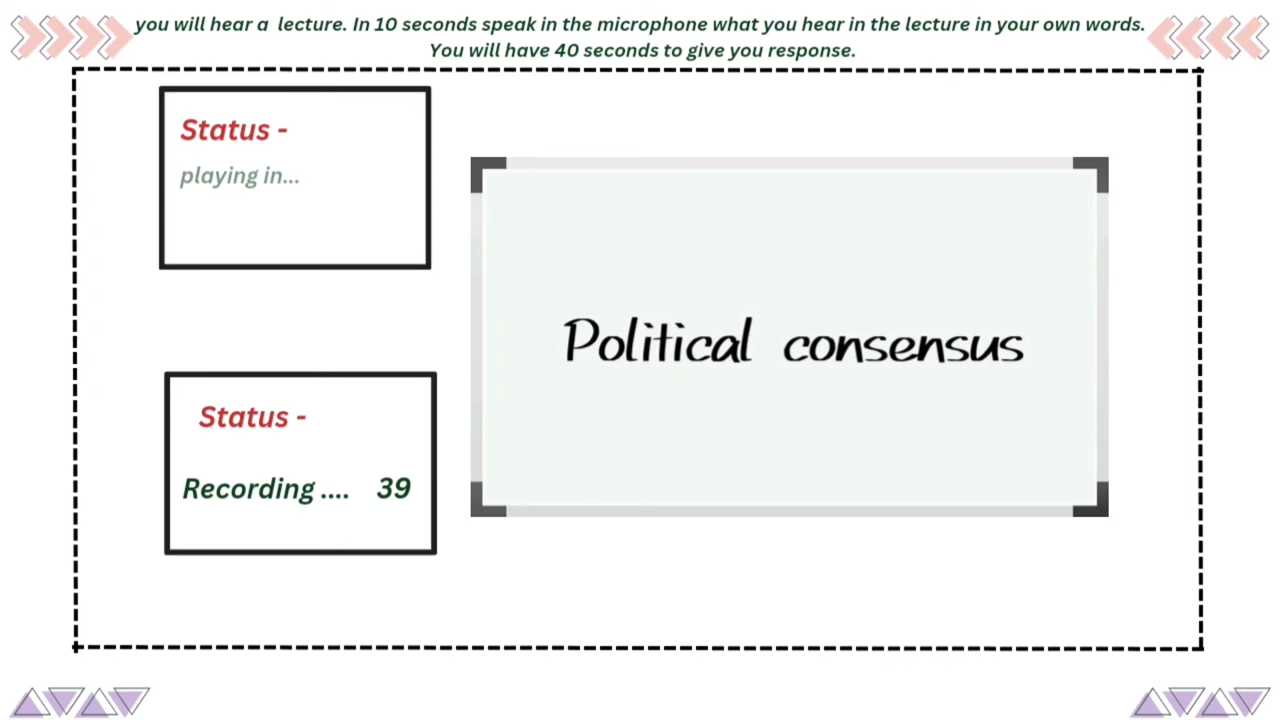 you will hear a lecture. In 10 seconds speak in the microphone what you hear in the lecture in your own words.
You will have 40 seconds to give you response.
Status -
playing in...
Political consensus
Status -
Recording .... 39